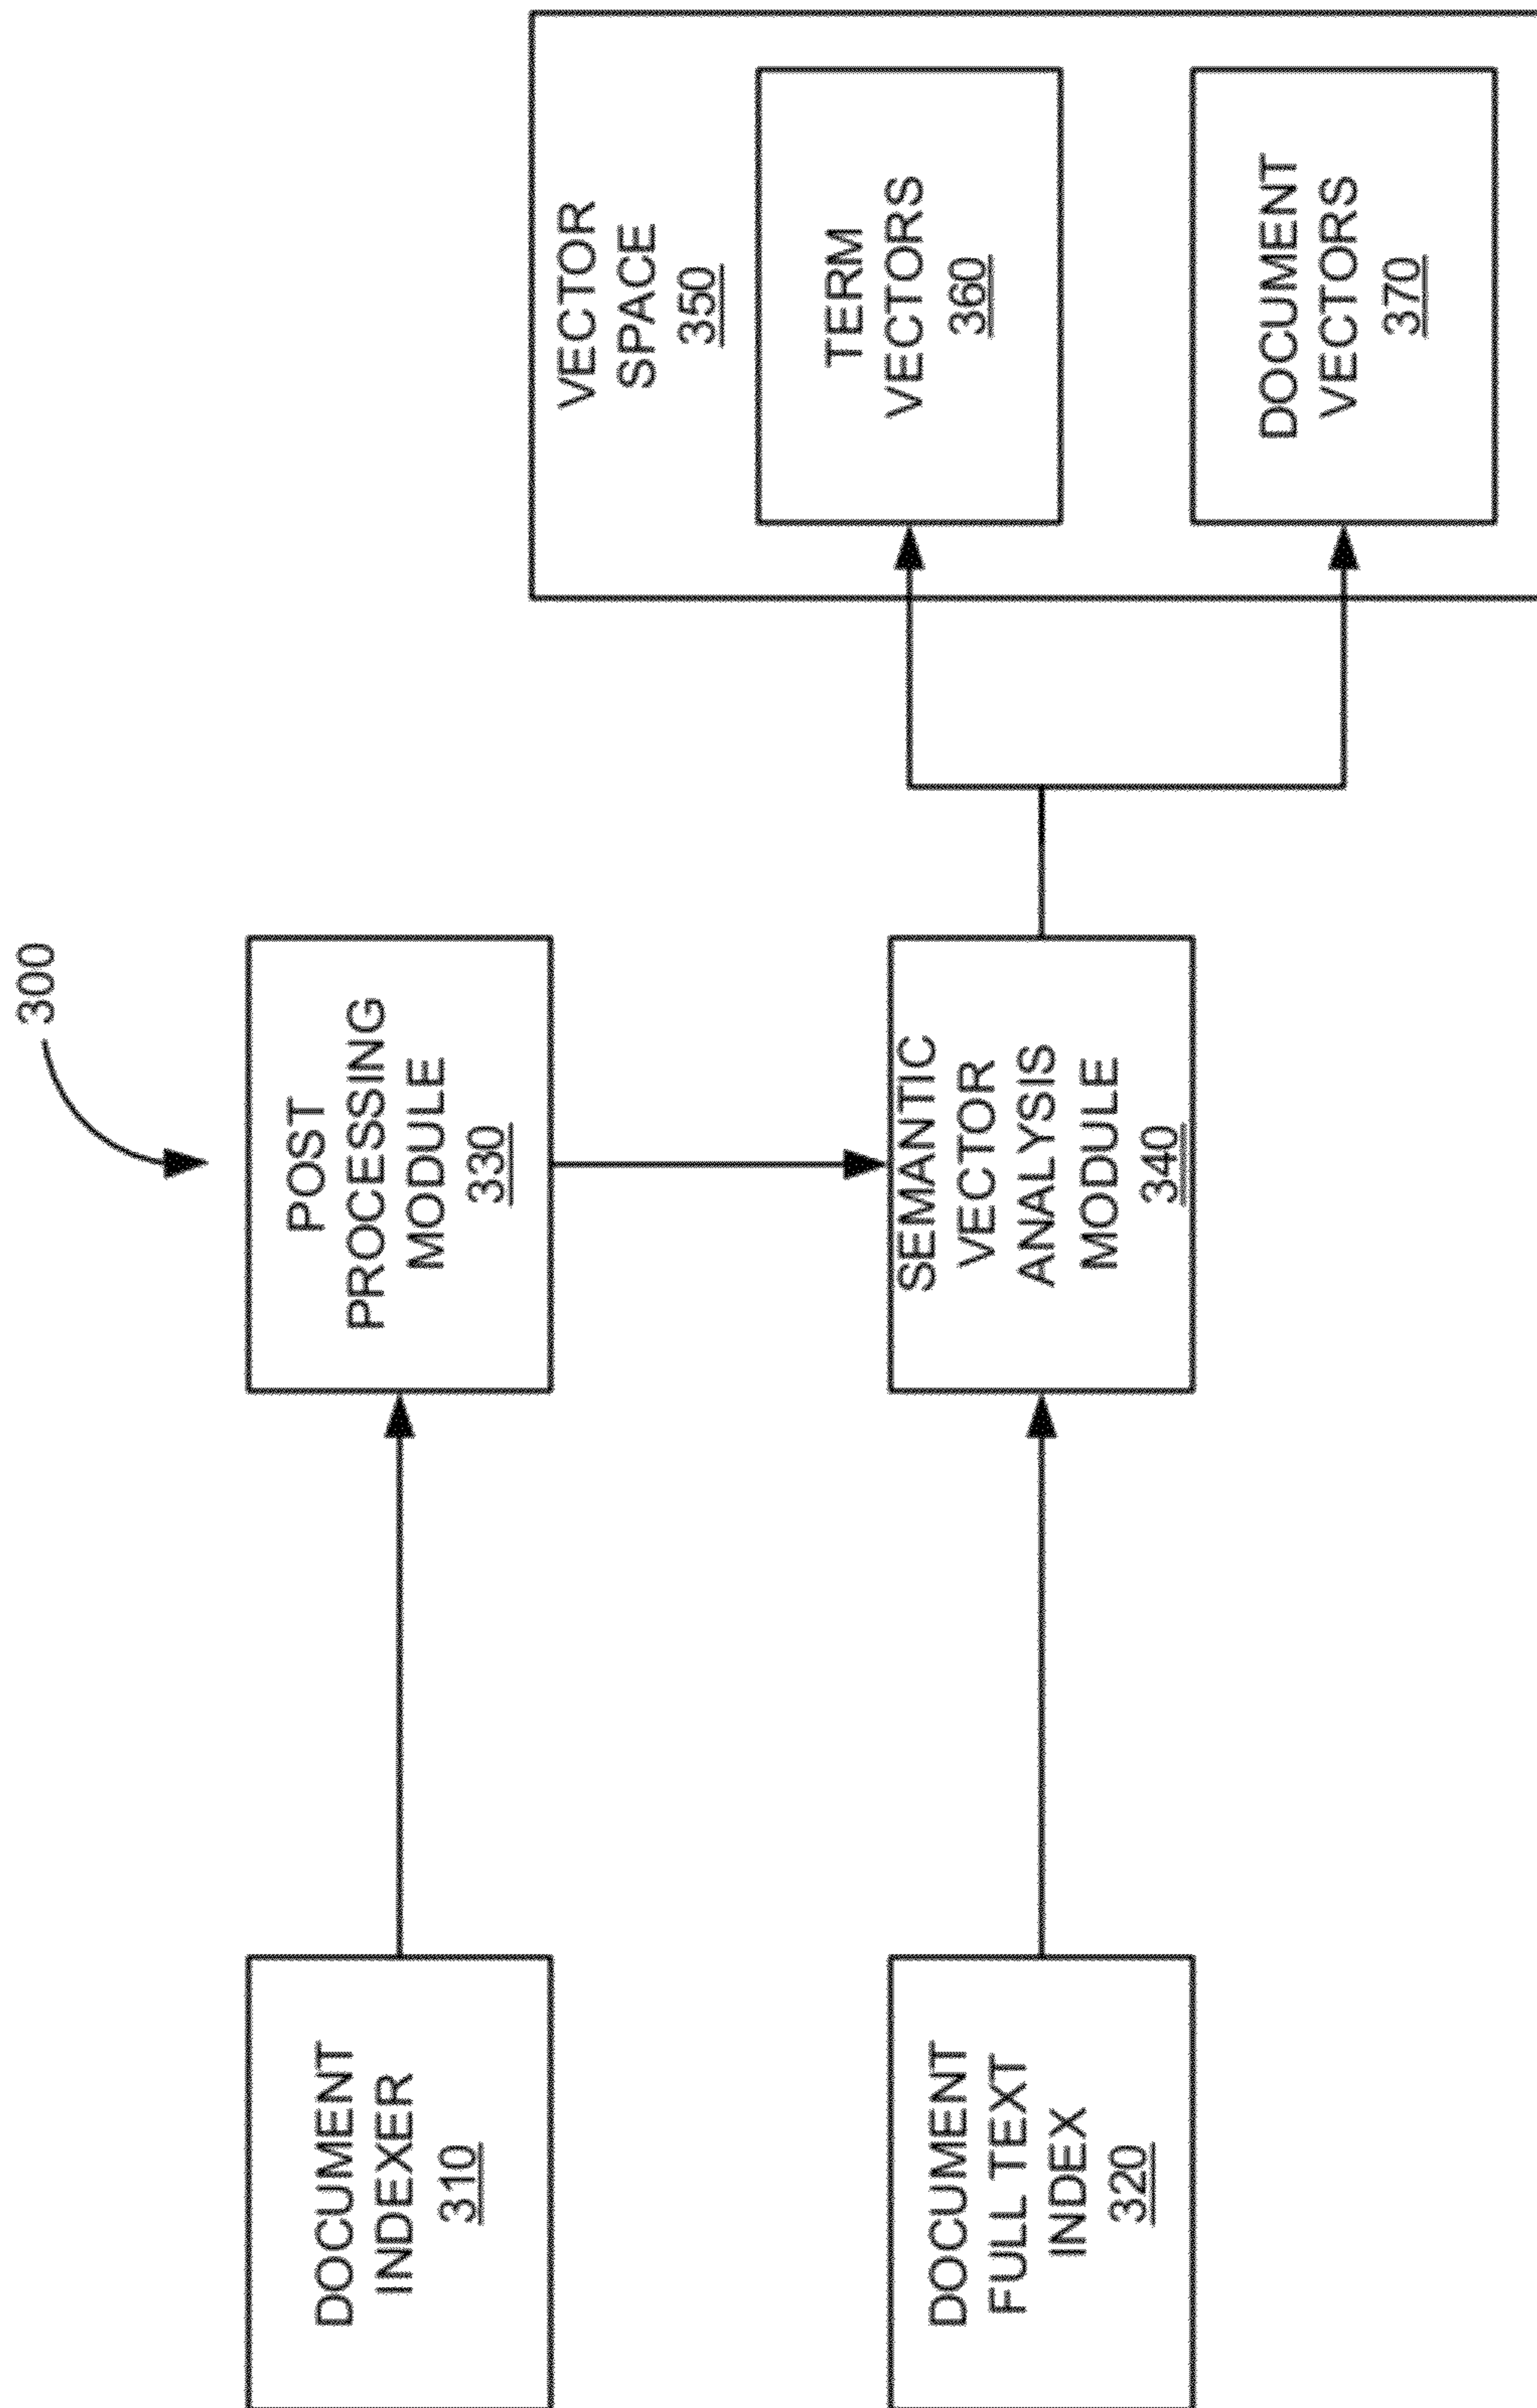 300
DOCUMENT
INDEXER
310
POST
PROCESSING
MODULE
330
VECTOR
SPACE
350
TERM
VECTORS
360
DOCUMENT
FULL TEXT
INDEX
320
SEMANTIC
VECTOR
ANALYSIS
MODULE
340
DOCUMENT
VECTORS
370